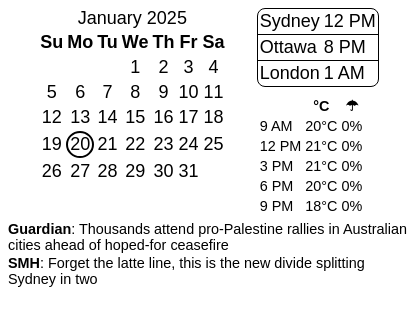 January 2025
Su Mo Tu We Th Fr Sa
1 2 3 4
5 6 7 8 9 10 11
12 13 14 15 16 17 18
19 20 21 22 23 24 25
26 27 28 29 30 31
Sydney 12 PM
Ottawa 8 PM
London 1 AM
°C ☂
9 AM 20°C 0%
12 PM 21°C 0%
3 PM 21°C 0%
6 PM 20°C 0%
9 PM 18°C 0%
Guardian: Thousands attend pro-Palestine rallies in Australian
cities ahead of hoped-for ceasefire
SMH: Forget the latte line, this is the new divide splitting
Sydney in two